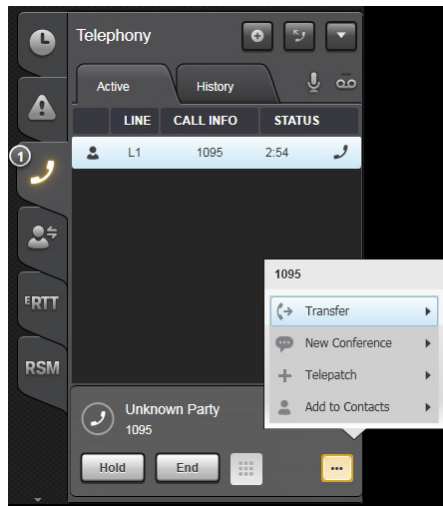 Telephony
Active
History
LINE
CALL INFO
STATUS
1
L1
1095
2:54
ERTT
RSM
1095
Transfer
New Conference
Telepatch
Add to Contacts
Unknown Party
1095
Hold
End